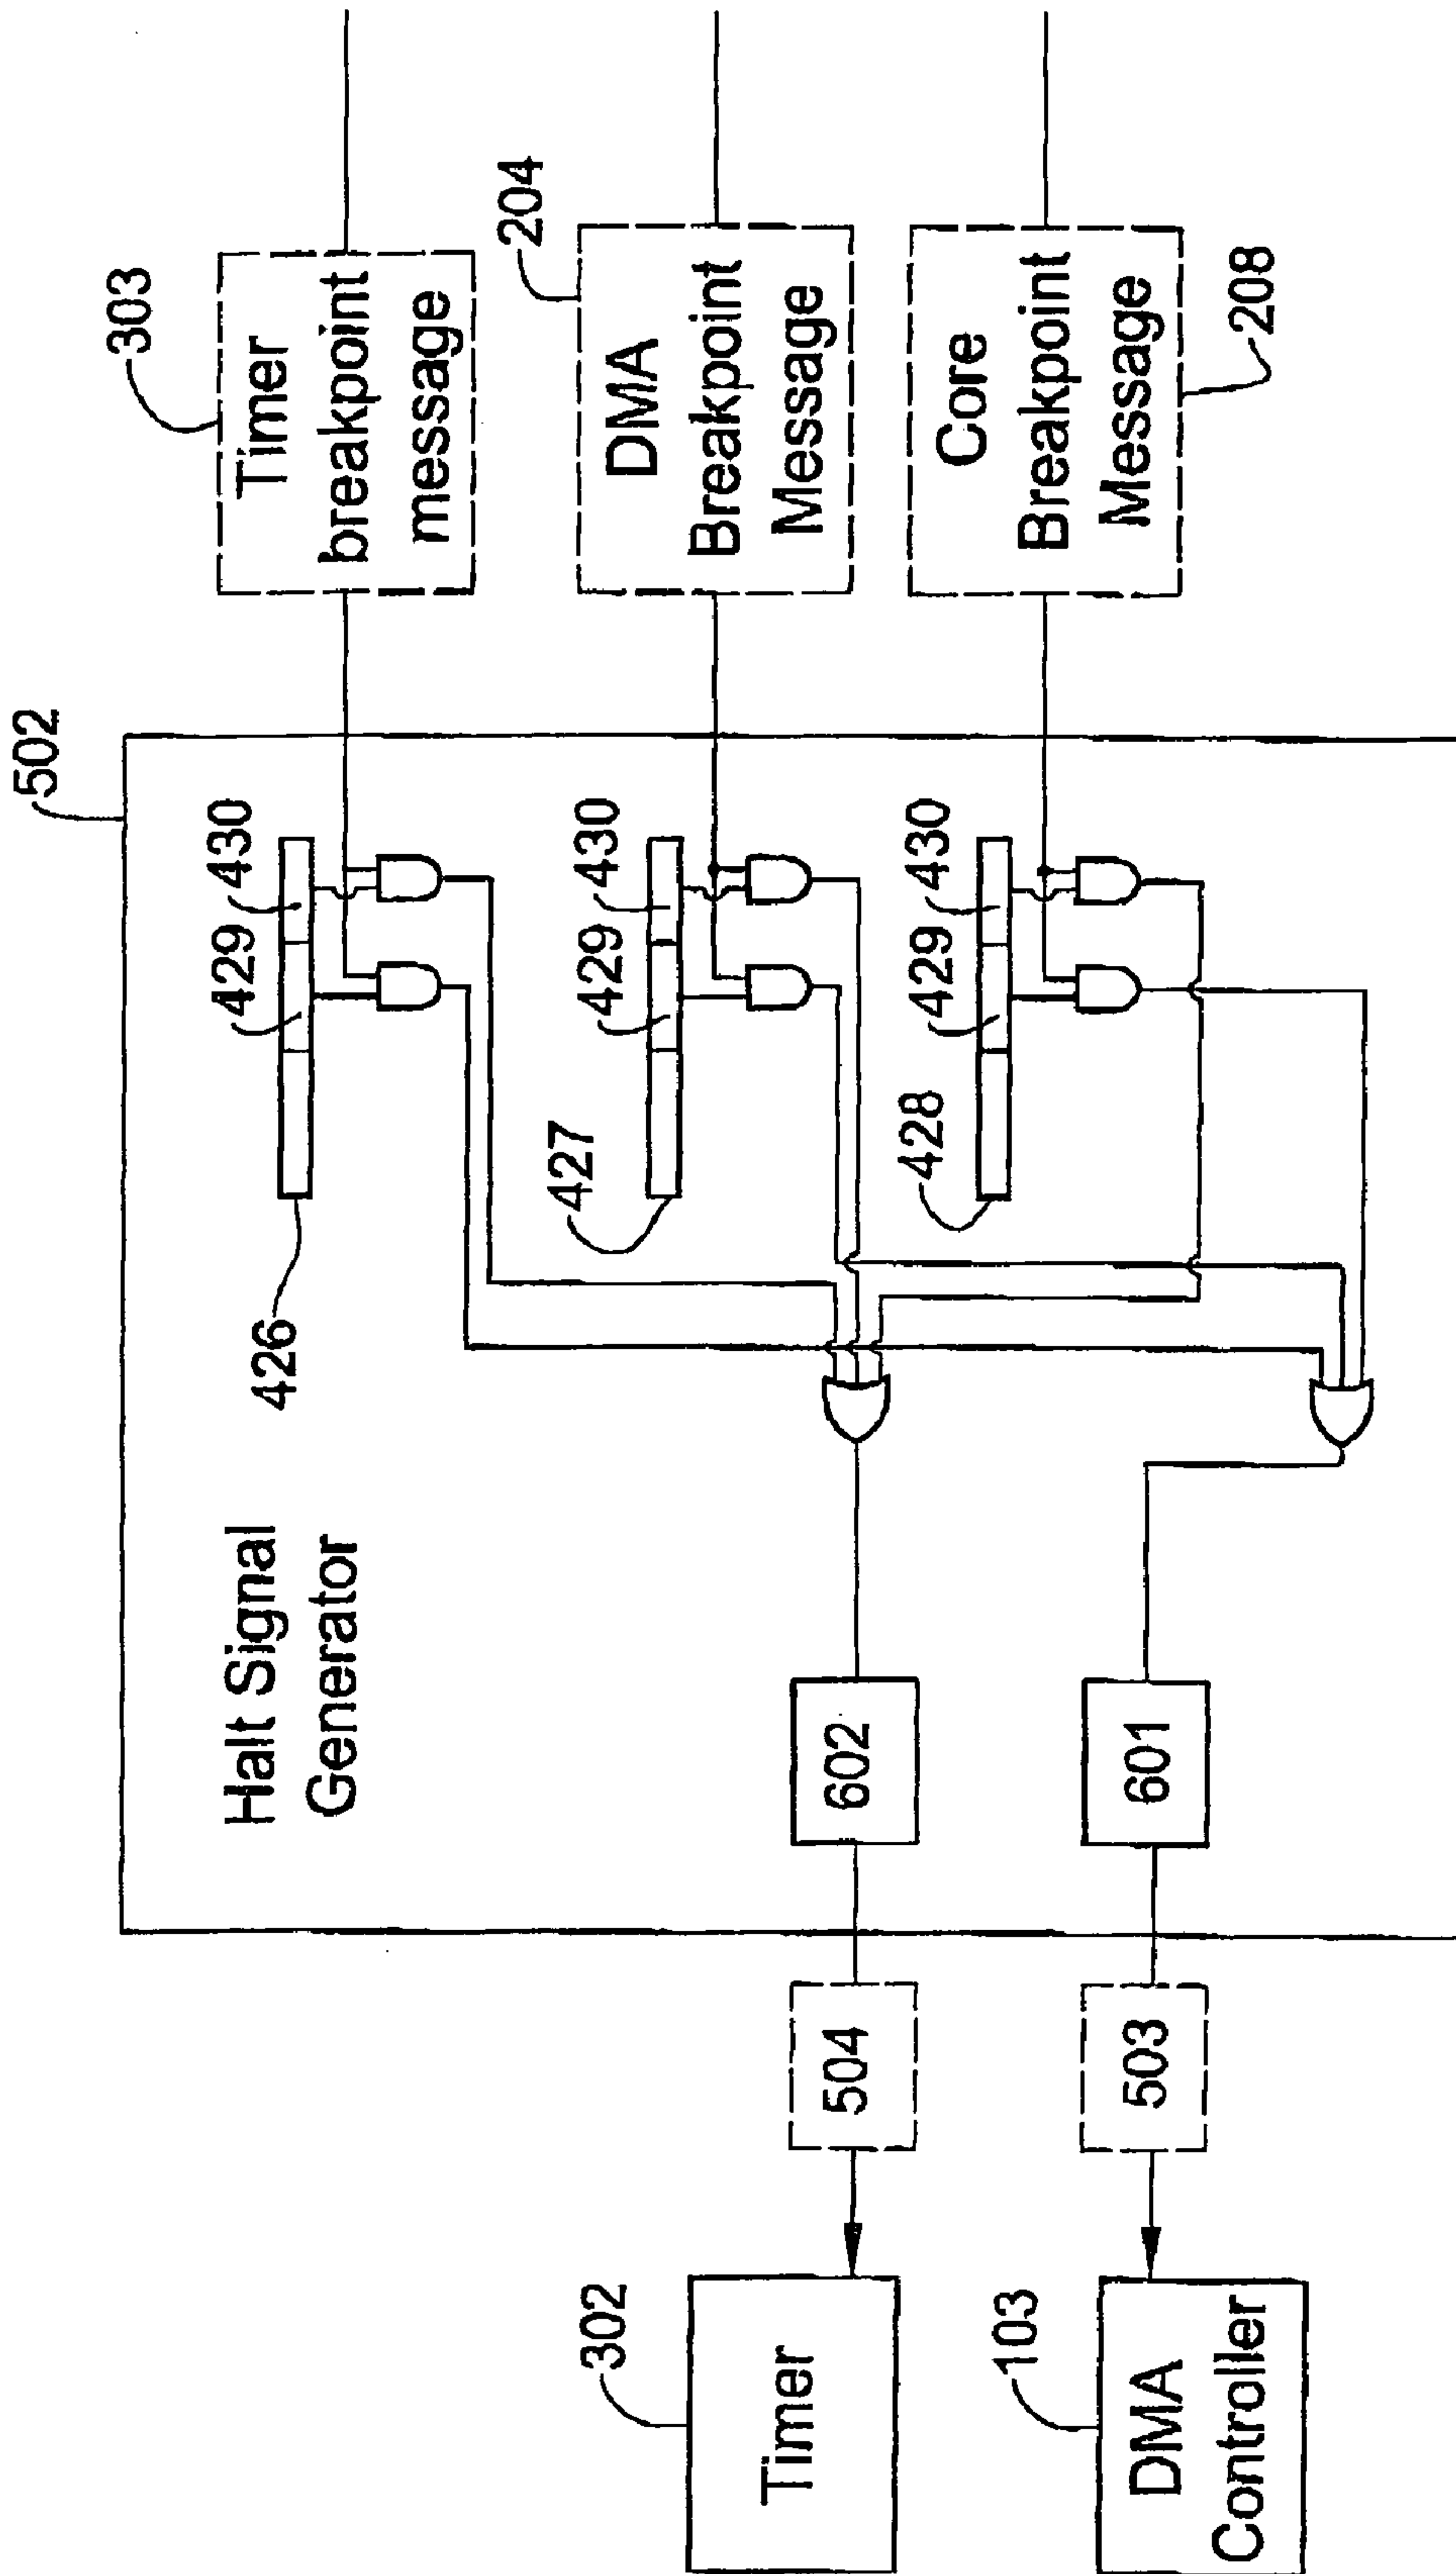 502
Halt Signal
Generator
303
Timer
breakpoint
message
204
DMA
Breakpoint
Message
Core
Breakpoint
Message
208
426
429
430
427
429
430
428
429
430
602
601
504
503
302
Timer
103
DMA
Controller